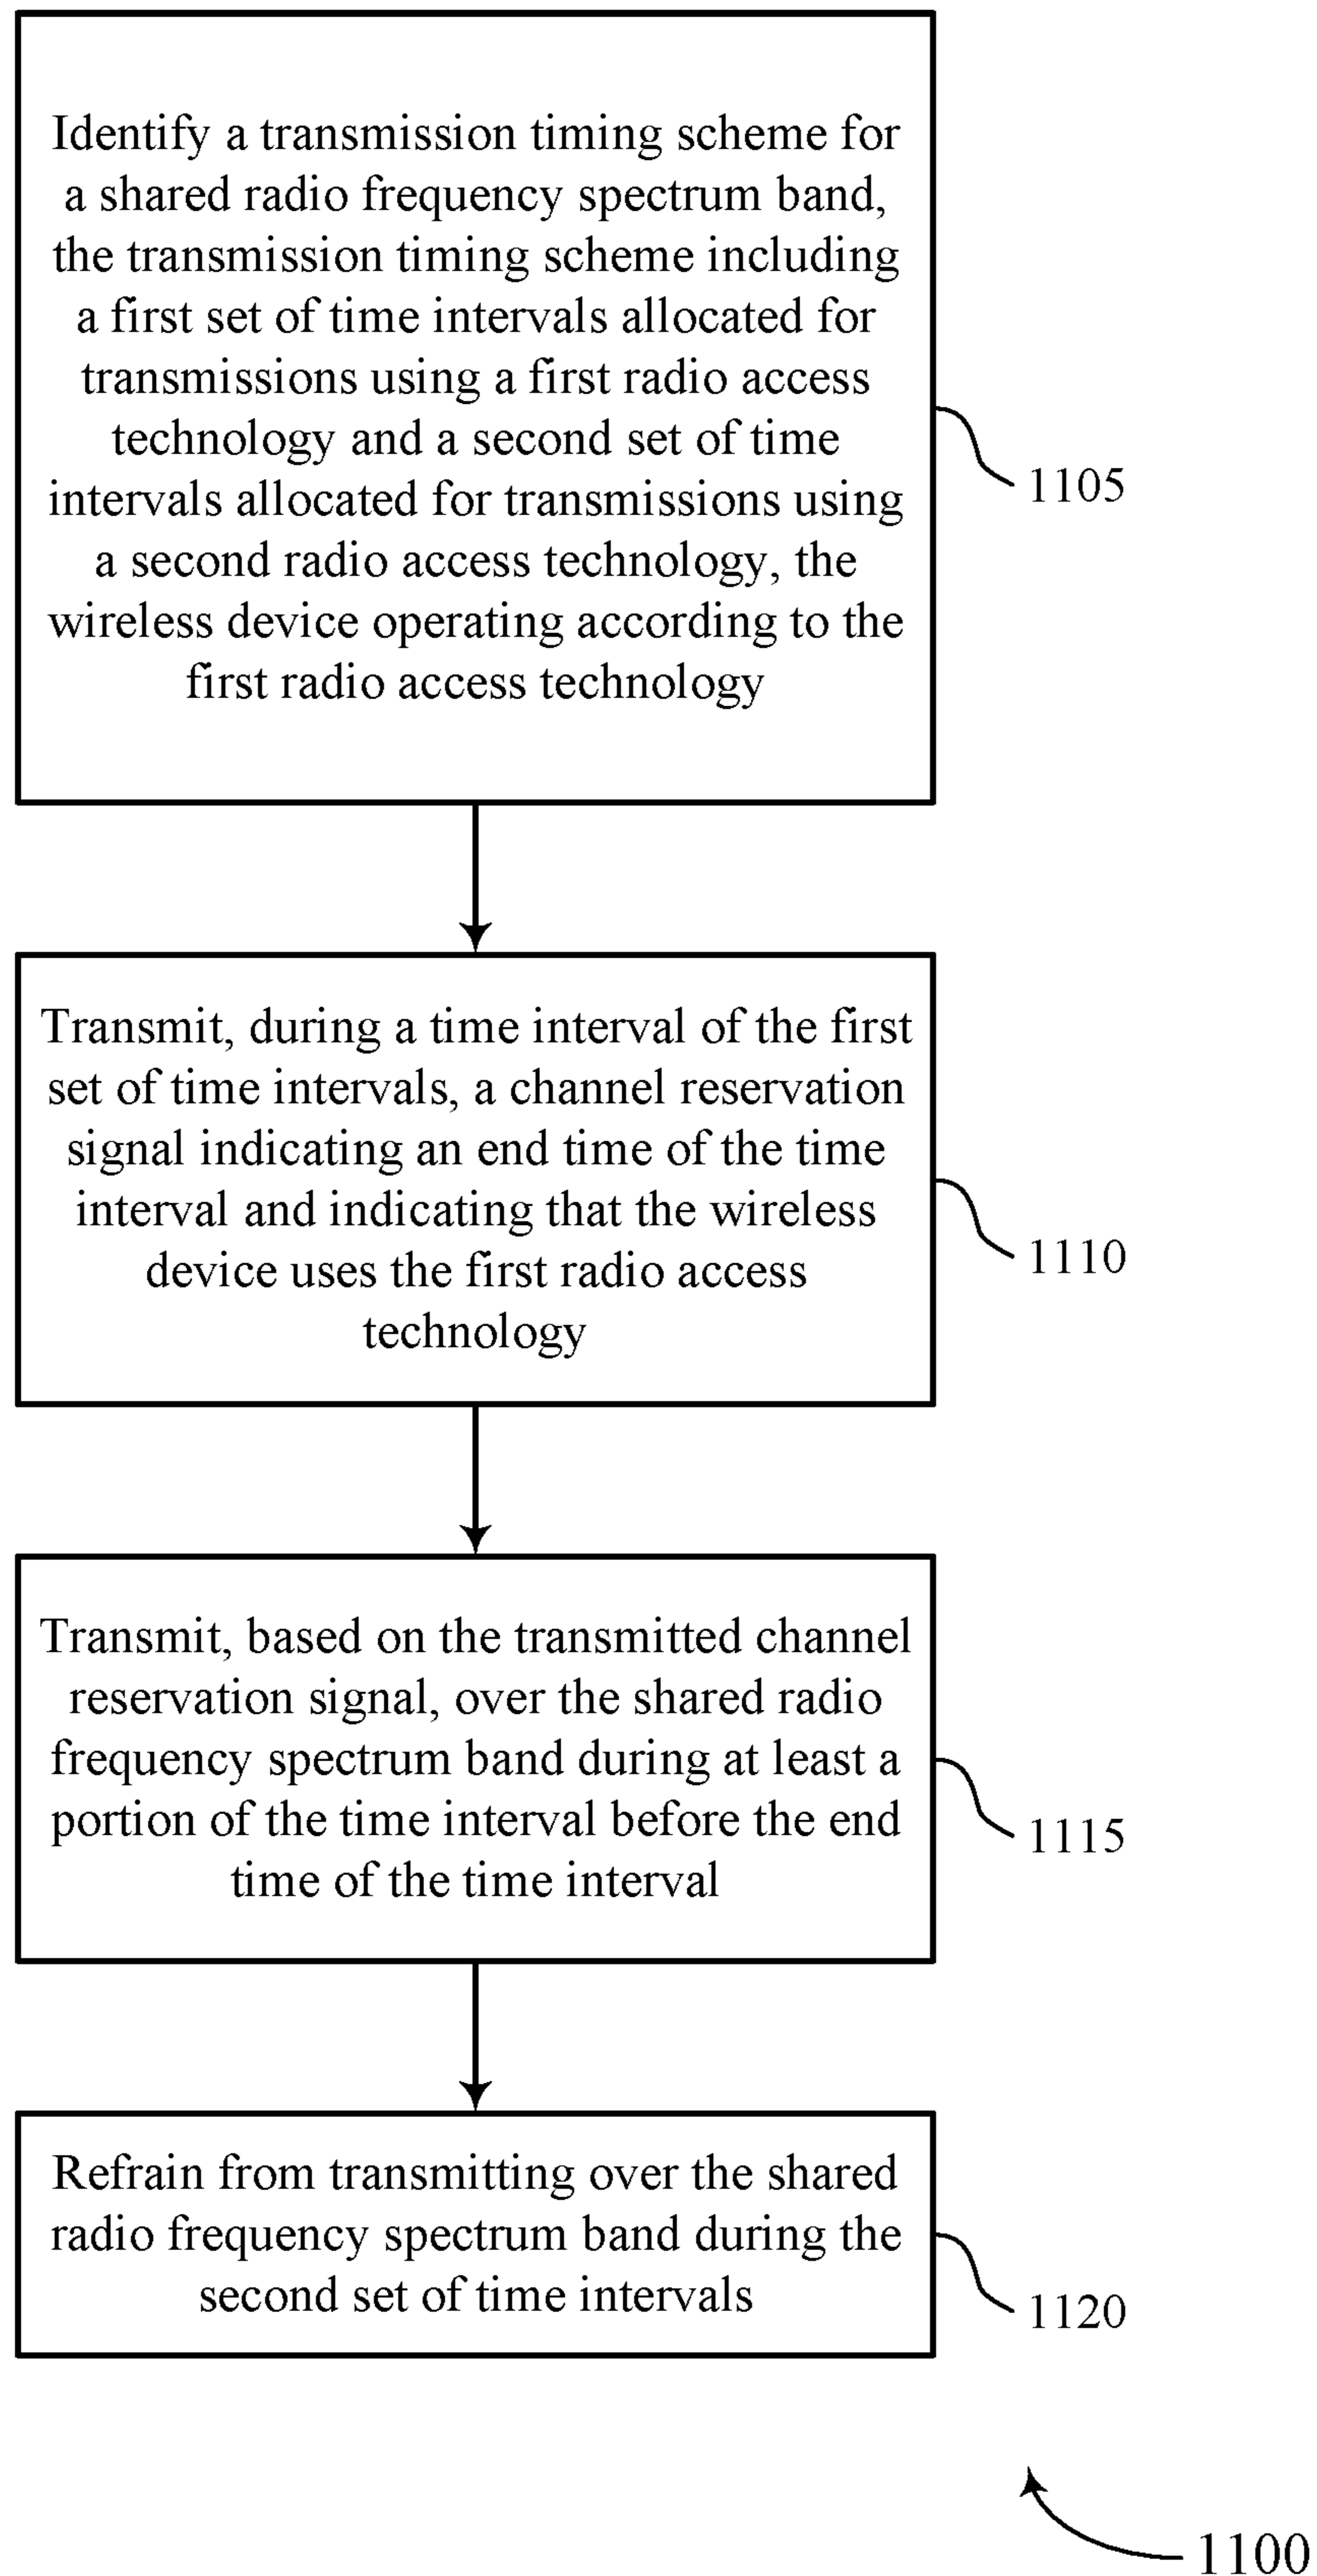 Identify a transmission timing scheme for
a shared radio frequency spectrum band,
the transmission timing scheme including
a first set of time intervals allocated for
transmissions using a first radio access
technology and a second set of time
intervals allocated for transmissions using
a second radio access technology, the
wireless device operating according to the
first radio access technology
1105
Transmit, during a time interval of the first
set of time intervals, a channel reservation
signal indicating an end time of the time
interval and indicating that the wireless
device uses the first radio access
technology
1110
Transmit, based on the transmitted channel
reservation signal, over the shared radio
frequency spectrum band during at least a
portion of the time interval before the end
time of the time interval
1115
Refrain from transmitting over the shared
radio frequency spectrum band during the
second set of time intervals
1120
1100